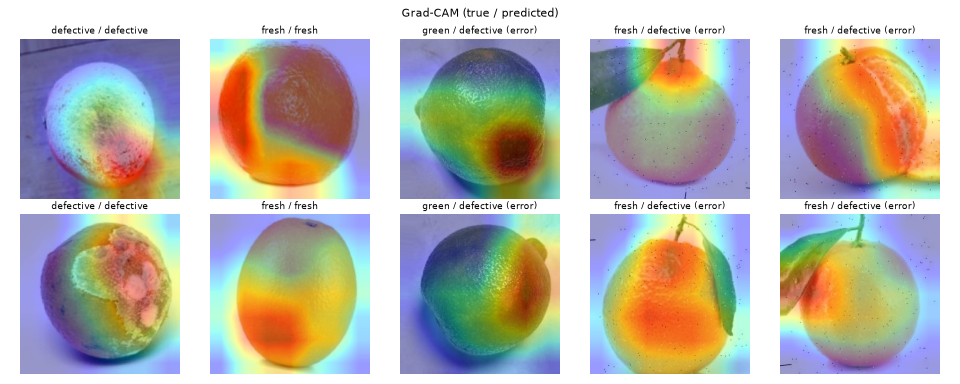 Grad-CAM (true / predicted)
defective / defective
fresh / fresh
green / defective (error)
fresh / defective (error)
fresh / defective (error)
defective / defective
fresh / fresh
green / defective (error)
fresh / defective (error)
fresh / defective (error)